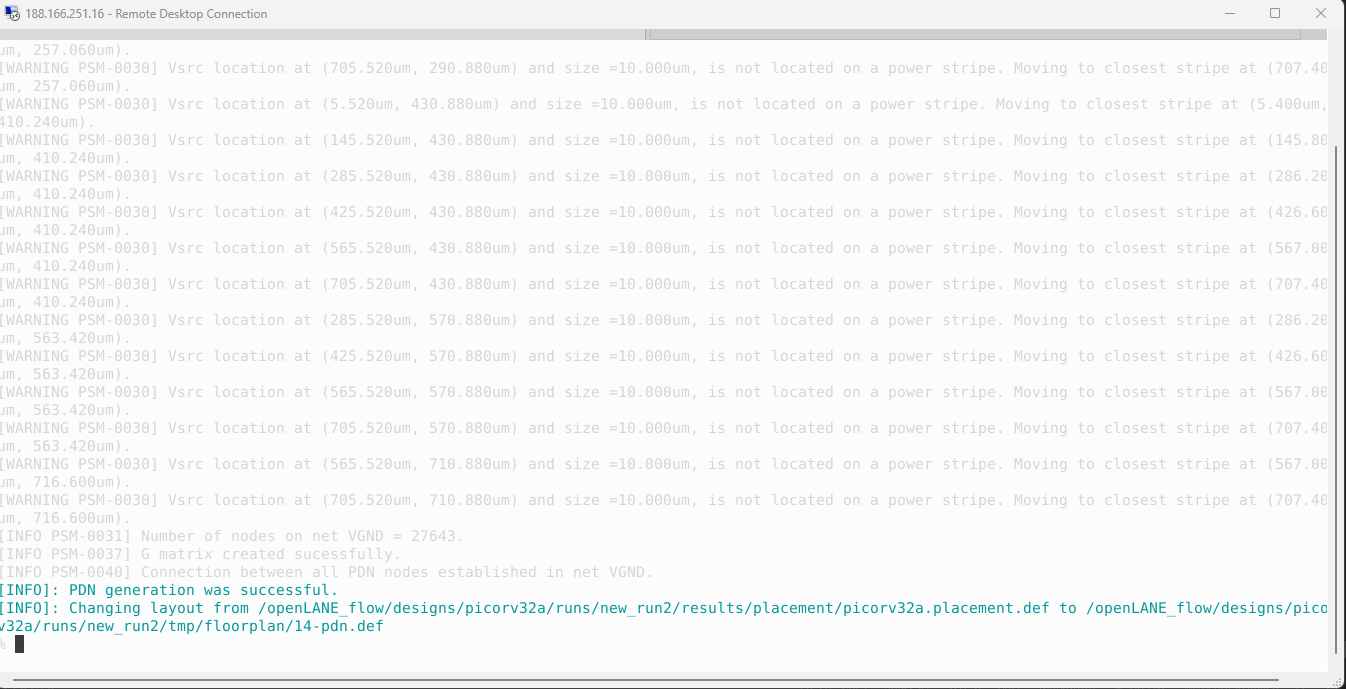 188.166.251.16 - Remote Desktop Connection
um, 257.060um).
[WARNING PSM-0030] Vsrc location at (705.520um, 290.880um) and size =10.000um, is not located on a power stripe. Moving to closest stripe at (707.40
um, 257.060um).
[WARNING PSM-0030] Vsrc location at (5.520um, 430.880um) and size =10.000um, is not located on a power stripe. Moving to closest stripe at (5.400um,
410.240um).
[WARNING PSM-0030] Vsrc location at (145.520um, 430.880um) and size =10.000um, is not located on a power stripe. Moving to closest stripe at (145.80
um, 410.240um).
[WARNING PSM-0030] Vsrc location at (285.520um, 430.880um) and size =10.000um, is not located on a power stripe. Moving to closest stripe at (286.20
um, 410.240um).
[WARNING PSM-0030] Vsrc location at (425.520um, 430.880um) and size =10.000um, is not located on a power stripe. Moving to closest stripe at (426.60
um, 410.240um).
[WARNING PSM-0030] Vsrc location at (565.520um, 430.880um) and size =10.000um, is not located on a power stripe. Moving to closest stripe at (567.00
um, 410.240um).
[WARNING PSM-0030] Vsrc location at (705.520um, 430.880um) and size =10.000um, is not located on a power stripe. Moving to closest stripe at (707.40
um, 410.240um).
[WARNING PSM-0030] Vsrc location at (285.520um, 570.880um) and size =10.000um, is not located on a power stripe. Moving to closest stripe at (286.20
um, 563.420um).
[WARNING PSM-0030] Vsrc location at (425.520um, 570.880um) and size =10.000um, is not located on a power stripe. Moving to closest stripe at (426.60
um, 563.420um).
[WARNING PSM-0030] Vsrc location at (565.520um, 570.880um) and size =10.000um, is not located on a power stripe. Moving to closest stripe at (567.00
um, 563.420um).
[WARNING PSM-0030] Vsrc location at (705.520um, 570.880um) and size =10.000um, is not located on a power stripe. Moving to closest stripe at (707.40
um, 563.420um).
[WARNING PSM-0030] Vsrc location at (565.520um, 710.880um) and size =10.000um, is not located on a power stripe. Moving to closest stripe at (567.00
um, 716.600um).
[WARNING PSM-0030] Vsrc location at (705.520um, 710.880um) and size =10.000um, is not located on a power stripe. Moving to closest stripe at (707.40
um, 716.600um).
[INFO PSM-0031] Number of nodes on net VGND = 27643.
[INFO PSM-0037] G matrix created sucessfully.
[INFO PSM-0040] Connection between all PDN nodes established in net VGND.
[INFO]: PDN generation was successful.
[INFO]: Changing layout from /openLANE_flow/designs/picorv32a/runs/new_run2/results/placement/picorv32a.placement.def to /openLANE_flow/designs/pico
v32a/runs/new_run2/tmp/floorplan/14-pdn.def
%